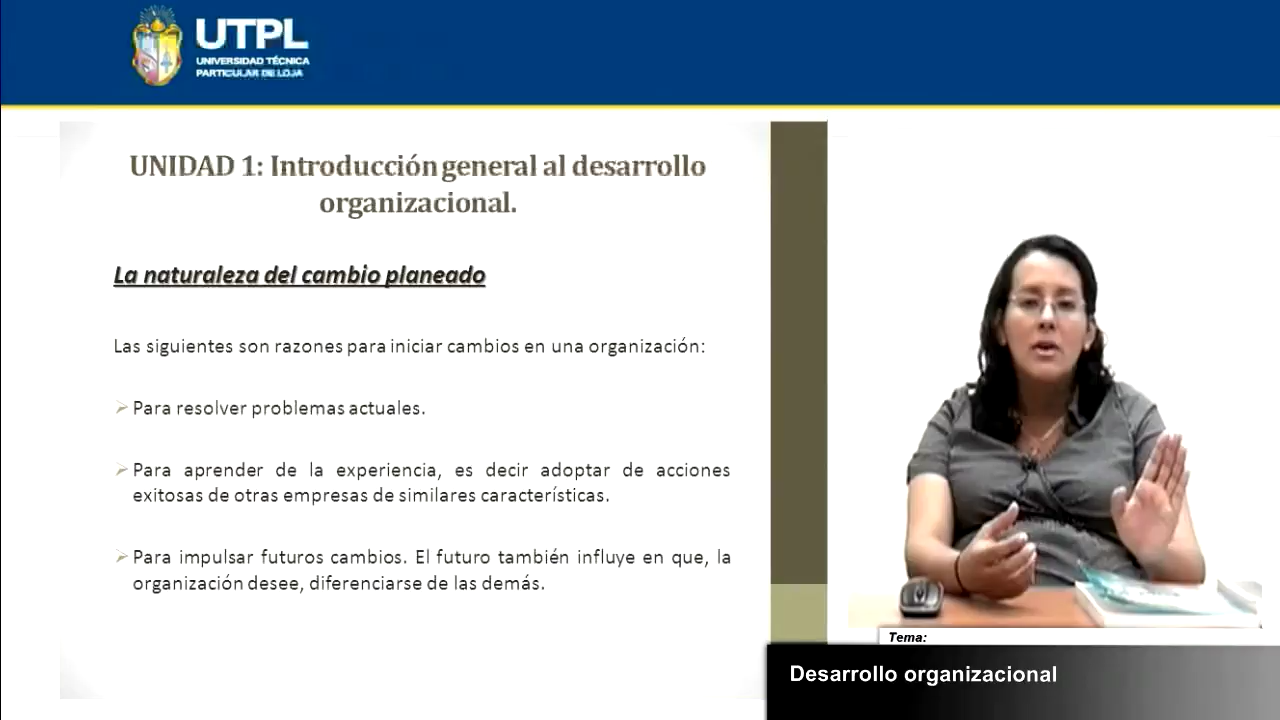 UTPL
UNIVERSIDAD TÉCNICA
PARTICULAR DE LOJA
UNIDAD 1: Introducción general al desarrollo
organizacional.
La naturaleza del cambio planeado
Las siguientes son razones para iniciar cambios en una organización:
Para resolver problemas actuales.
Para aprender de la experiencia, es decir adoptar de acciones
exitosas de otras empresas de similares características.
Para impulsar futuros cambios. El futuro también influye en que, la
organización desee, diferenciarse de las demás.
Tema:
Desarrollo organizacional